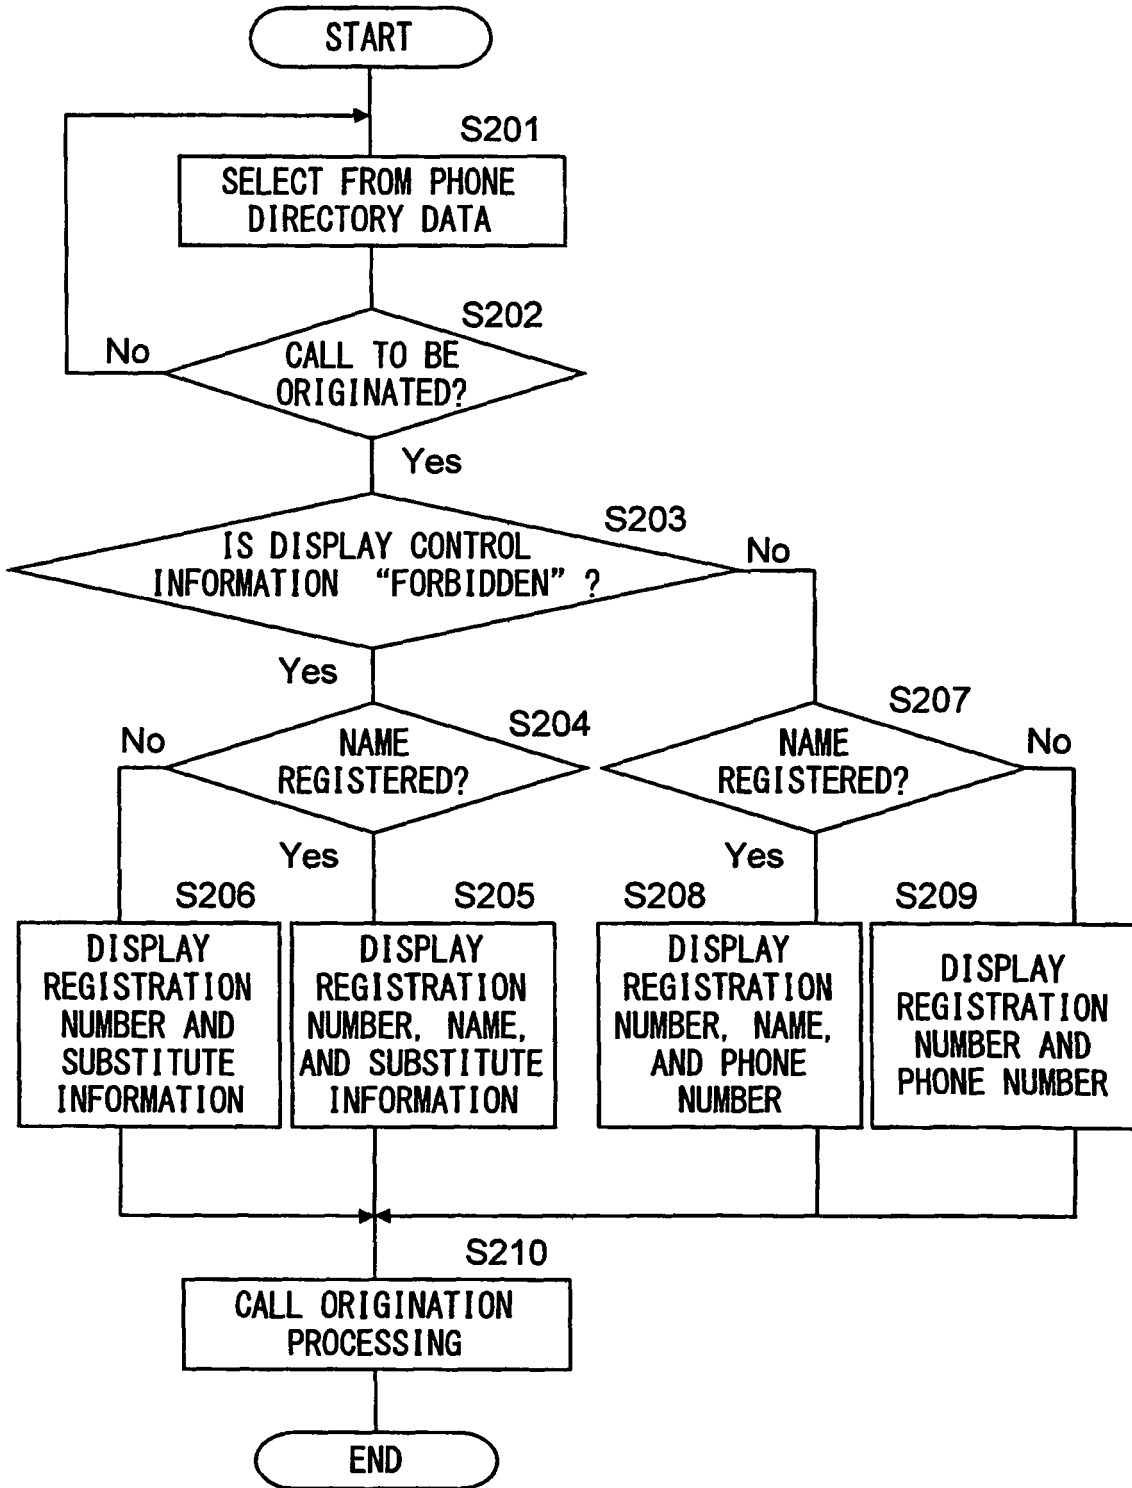 START
S201
SELECT FROM PHONE
DIRECTORY DATA
S202
No
CALL TO BE
ORIGINATED?
Yes
S203
IS DISPLAY CONTROL
INFORMATION “FORBIDDEN” ?
No
Yes
S204
No
NAME
REGISTERED?
S207
NAME
REGISTERED?
No
Yes
Yes
S206
DISPLAY
REGISTRATION
NUMBER AND
SUBSTITUTE
INFORMATION
S205
DISPLAY
REGISTRATION
NUMBER, NAME,
AND SUBSTITUTE
INFORMATION
S208
DISPLAY
REGISTRATION
NUMBER, NAME,
AND PHONE
NUMBER
S209
DISPLAY
REGISTRATION
NUMBER AND
PHONE NUMBER
S210
CALL ORIGINATION
PROCESSING
END